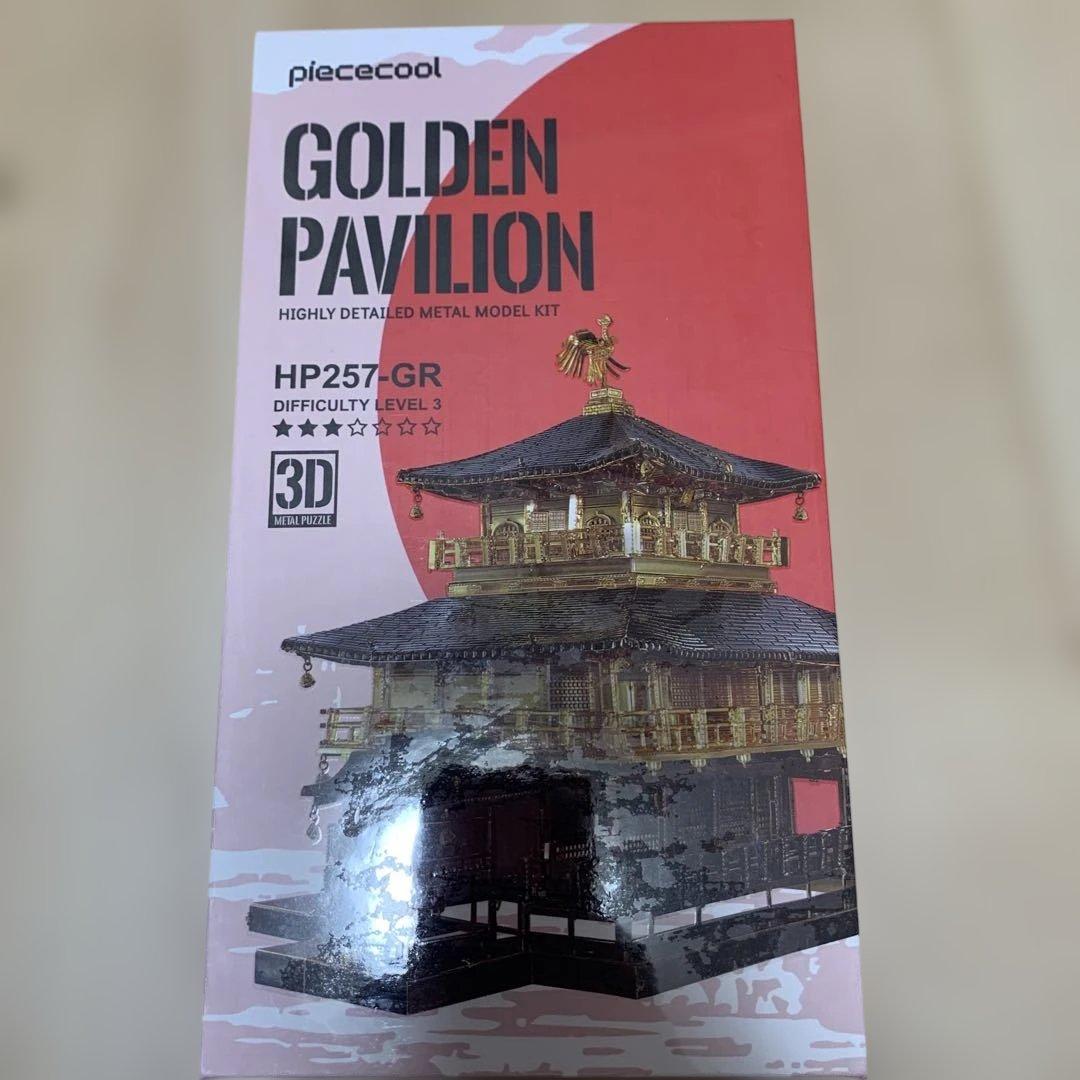 piececool
GOLDEN
PAVILION
HIGHLY DETAILED METAL MODEL KIT
HP257-GR
DIFFICULTY LEVEL 3
3D
METAL PUZZLE